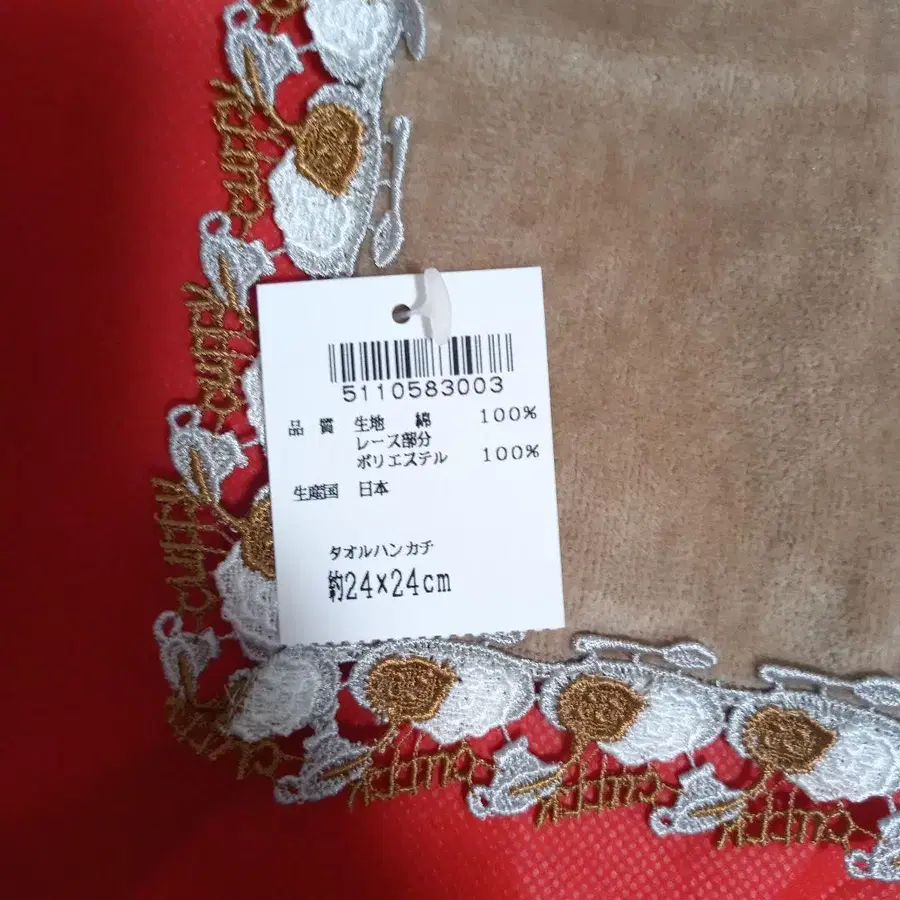 5110583003
品 質 生地 綿 100%
レース部分
ポリエステル 100%
生産国 日本
タオルハンカチ
約24×24cm